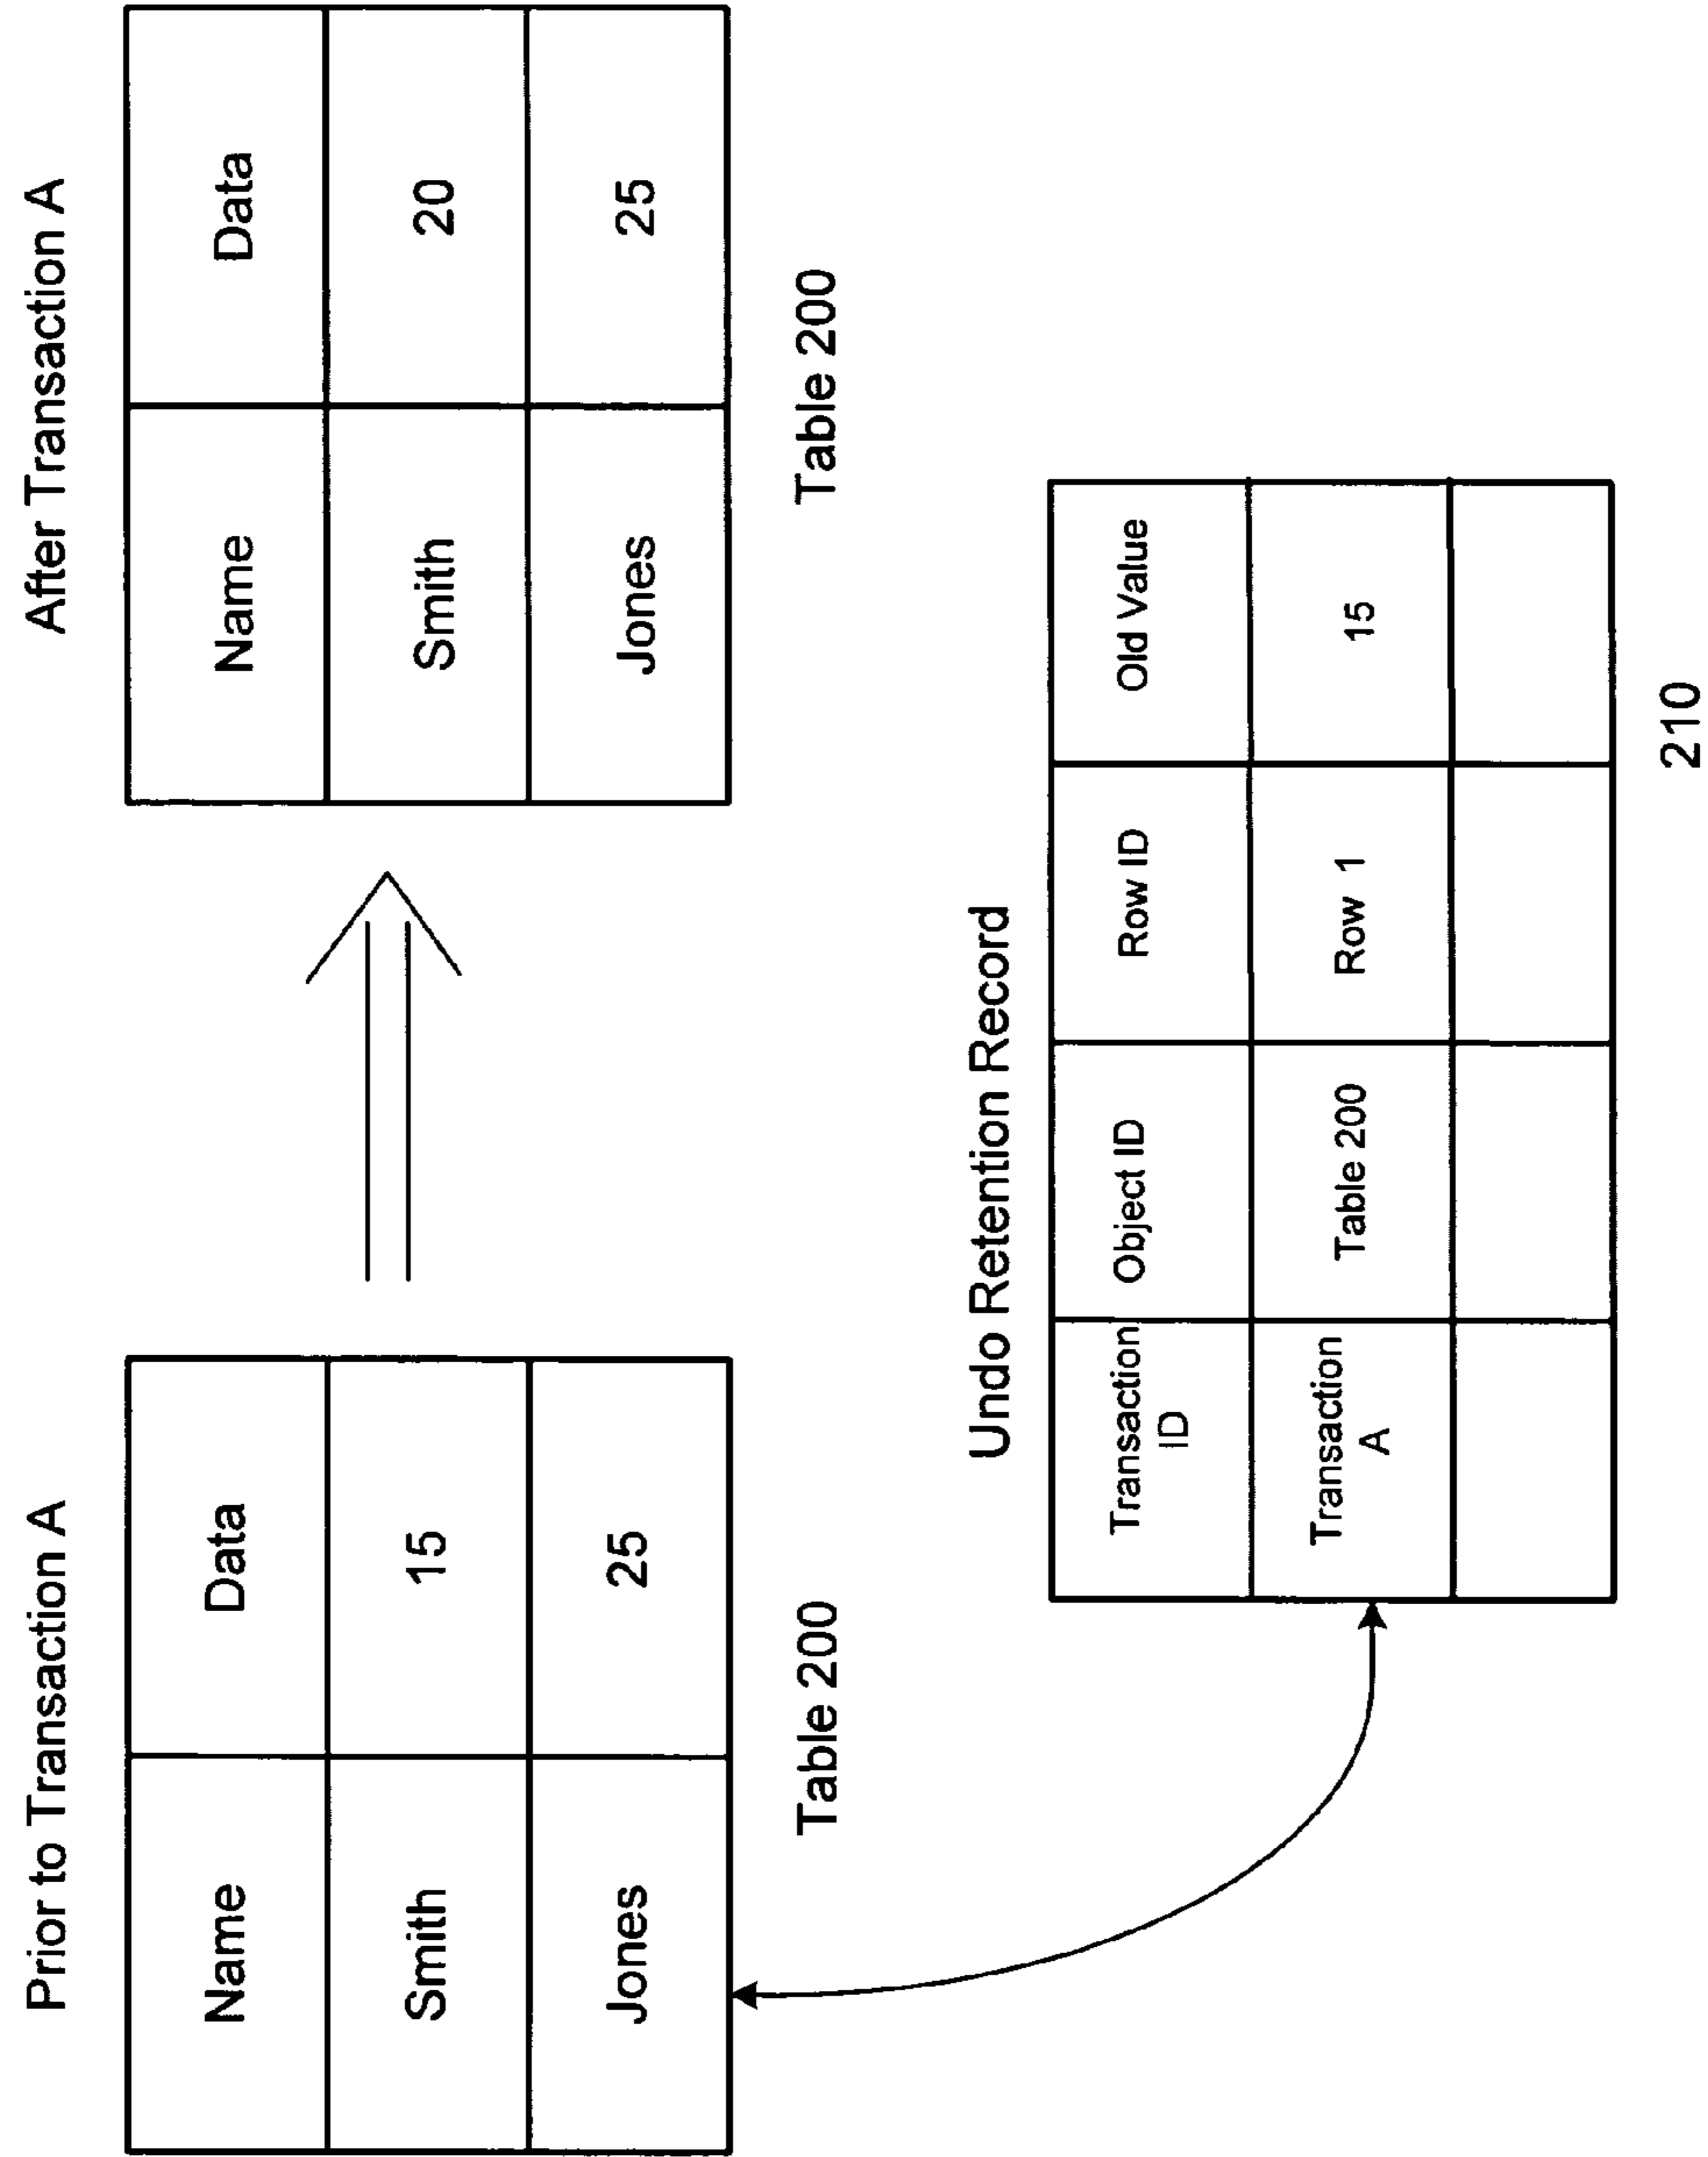 Prior to Transaction A
Name Data
Smith 15
Jones 25
Table 200
After Transaction A
Name Data
Smith 20
Jones 25
Table 200
Undo Retention Record
Transaction
ID
Object ID
Row ID
Old Value
Transaction
A
Table 200
Row 1
15
210